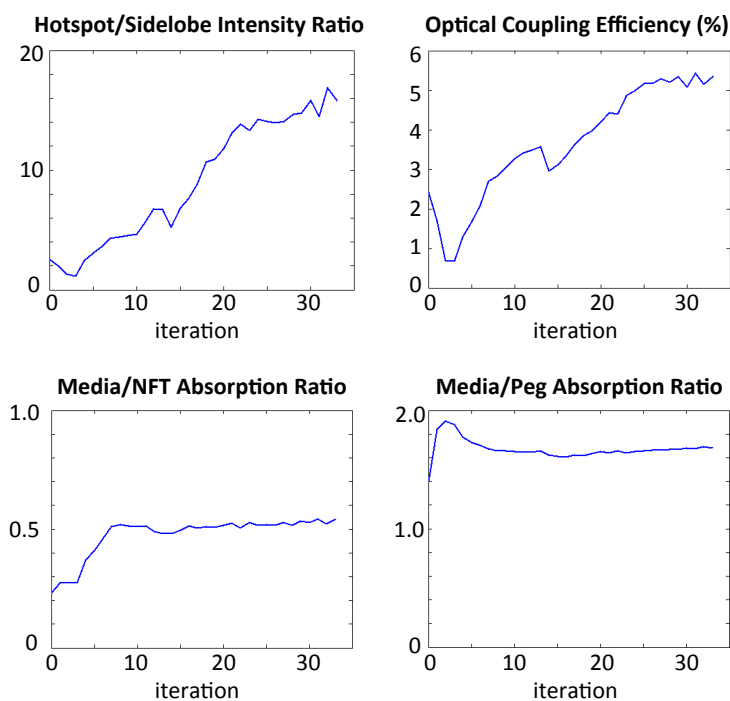 Hotspot/Sidelobe Intensity Ratio
20
10
0
0 10 20 30
iteration
Optical Coupling Efficiency (%)
6
5
4
3
2
1
0
0 10 20 30
iteration
Media/NFT Absorption Ratio
1.0
0.5
0
0 10 20 30
iteration
Media/Peg Absorption Ratio
2.0
1.0
0
0 10 20 30
iteration